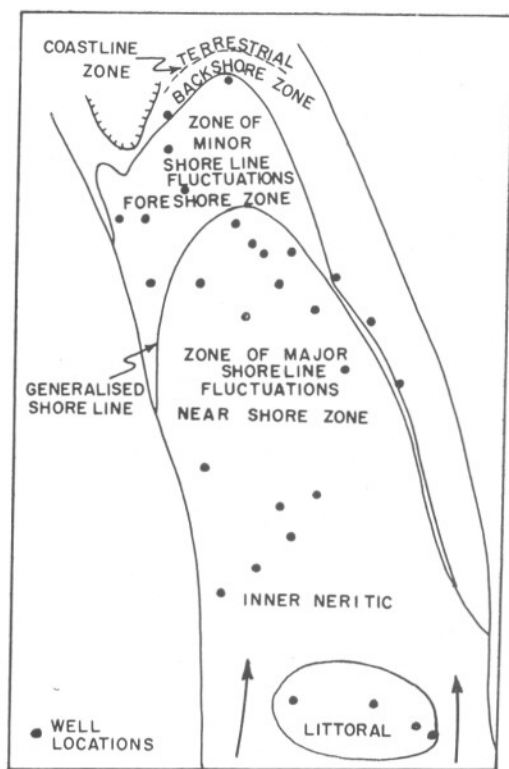 COASTLINE
ZONE
TERRESTRIAL
BACKSHORE ZONE
ZONE OF
MINOR
SHORE LINE
FLUCTUATIONS
FORESHORE ZONE
ZONE OF MAJOR
SHORELINE
FLUCTUATIONS
NEAR SHORE ZONE
GENERALISED
SHORE LINE
INNER NERITIC
LITTORAL
WELL
LOCATIONS